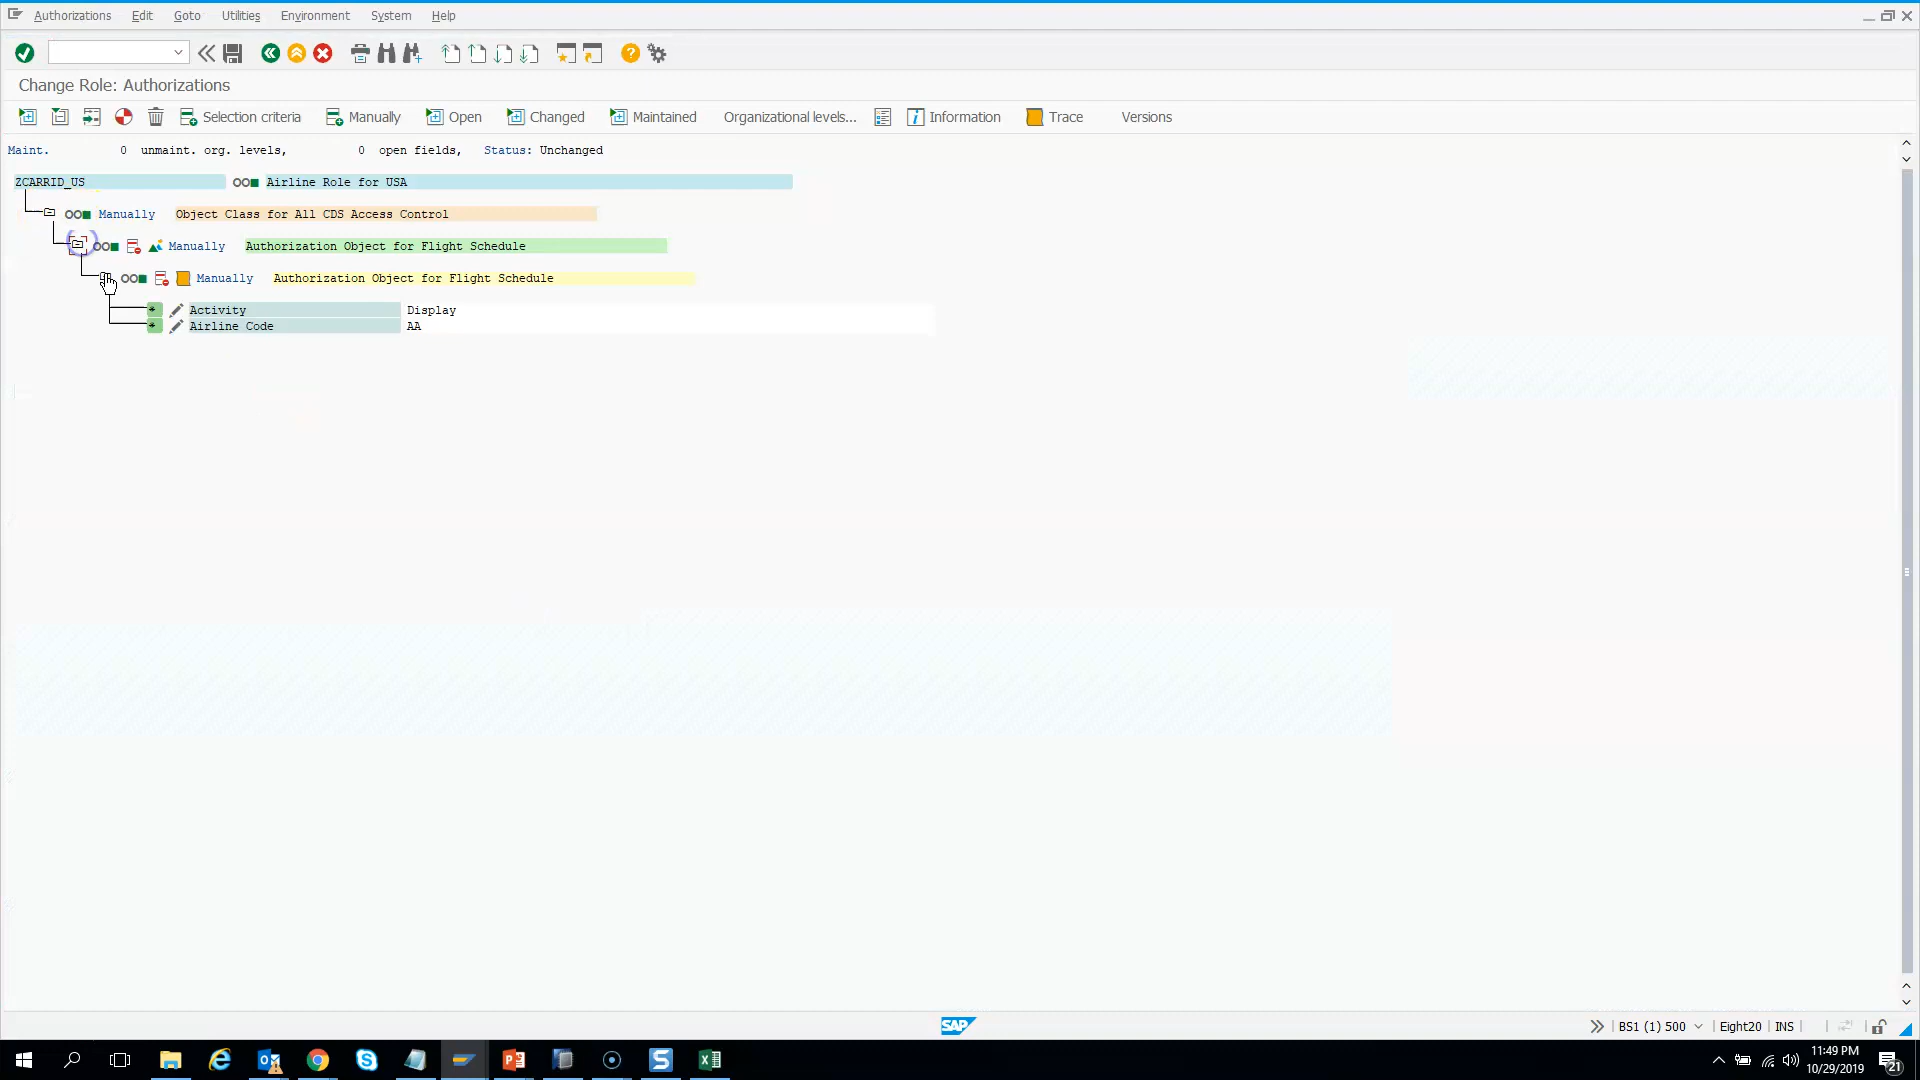 Authorizations Edit Goto Utilities Environment System Help
Change Role: Authorizations
Selection criteria Manually Open Changed Maintained Organizational levels... Information Trace Versions
Maint. 0 unmaint. org. levels, 0 open fields, Status: Unchanged
ZCARRID_US Airline Role for USA
Manually Object Class for All CDS Access Control
Manually Authorization Object for Flight Schedule
Manually Authorization Object for Flight Schedule
Activity Display
Airline Code AA
SAP BS1 (1) 500 Eight20 INS
11:49 PM
10/29/2019
21